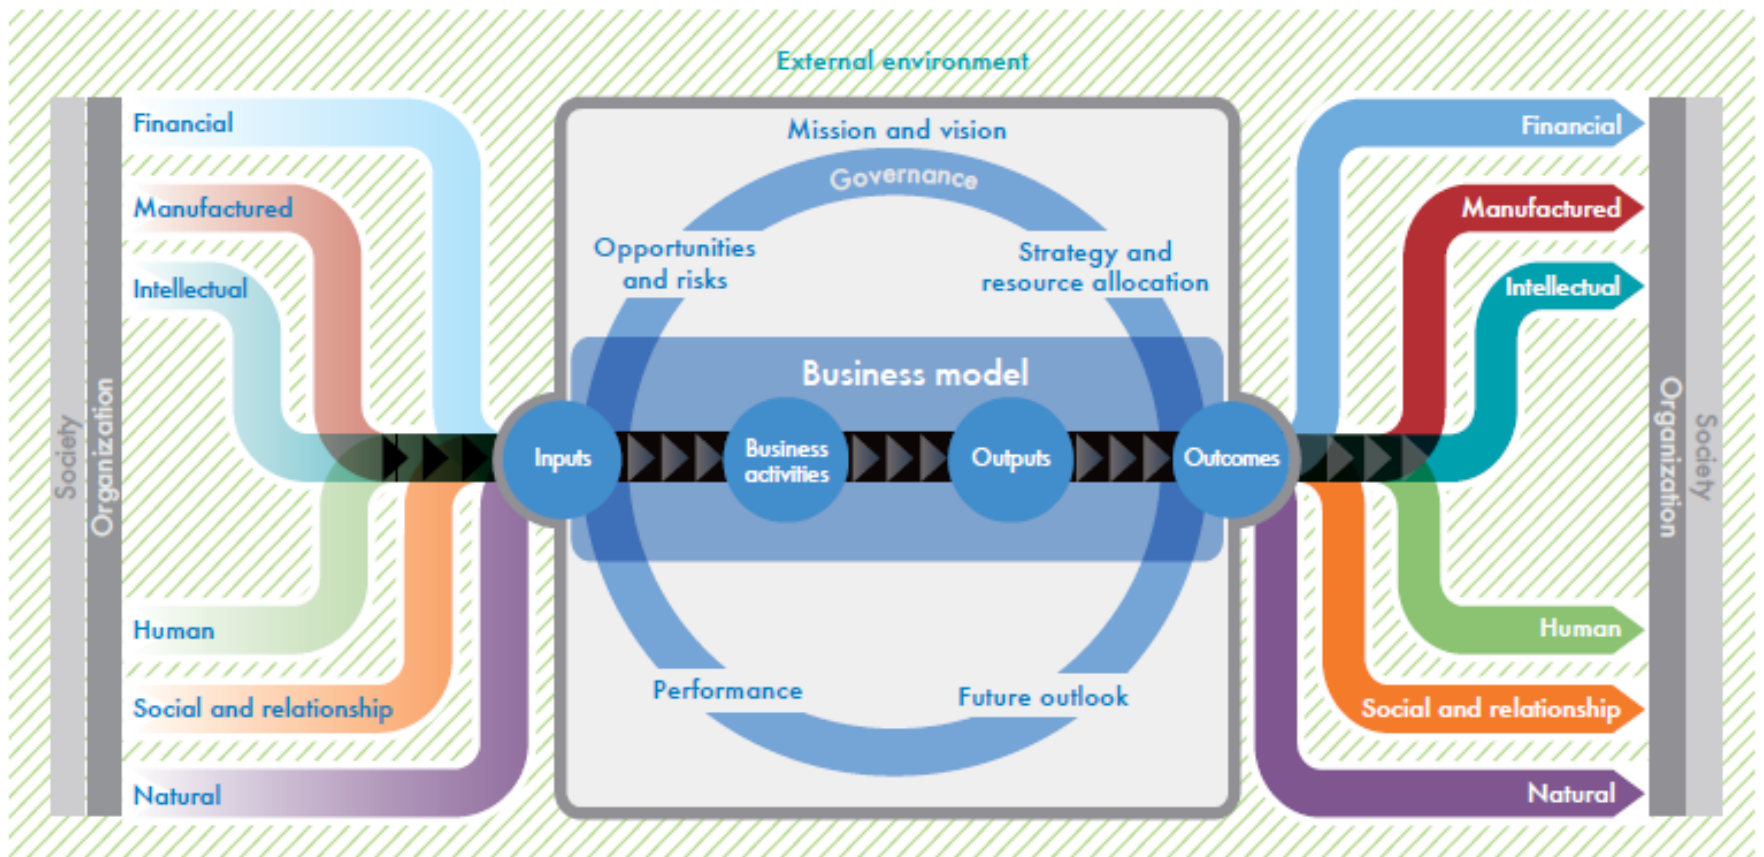 External environment
Society
Organization
Financial
Manufactured
Intellectual
Human
Social and relationship
Natural
Mission and vision
Governance
Opportunities
and risks
Strategy and
resource allocation
Business model
Inputs
Business
activities
Outputs
Outcomes
Performance
Future outlook
Financial
Manufactured
Intellectual
Human
Social and relationship
Natural
Organization
Society